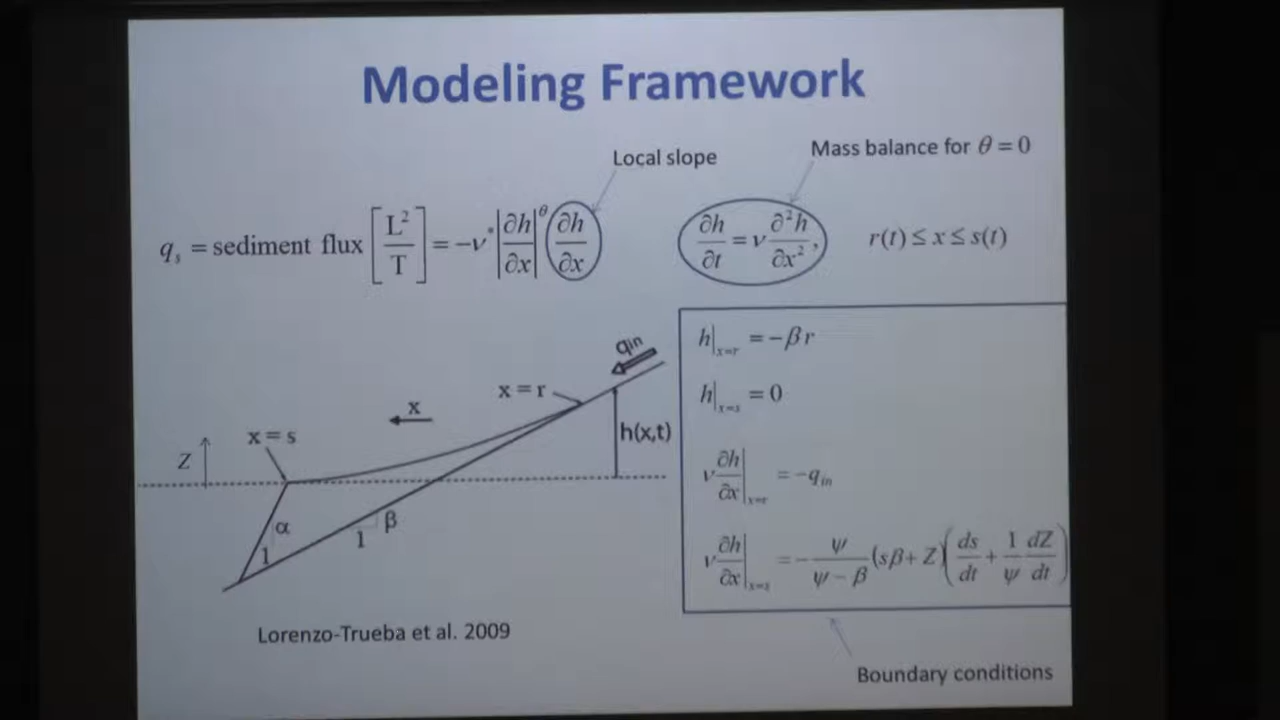 Modeling Framework
Local slope
Mass balance for θ = 0
q_s = sediment flux [L²/T] = −ν*|∂h/∂x|^θ (∂h/∂x)
∂h/∂t = ν ∂²h/∂x², r(t) ≤ x ≤ s(t)
h|_{x=r} = −βr
h|_{x=s} = 0
ν ∂h/∂x|_{x=r} = −q_in
ν ∂h/∂x|_{x=s} = −ψ/(ψ−β) (sβ + Z)(ds/dt + 1/ψ dZ/dt)
q_in
x = r
x
h(x,t)
x = s
Z
α
1
β
1
Lorenzo-Trueba et al. 2009
Boundary conditions